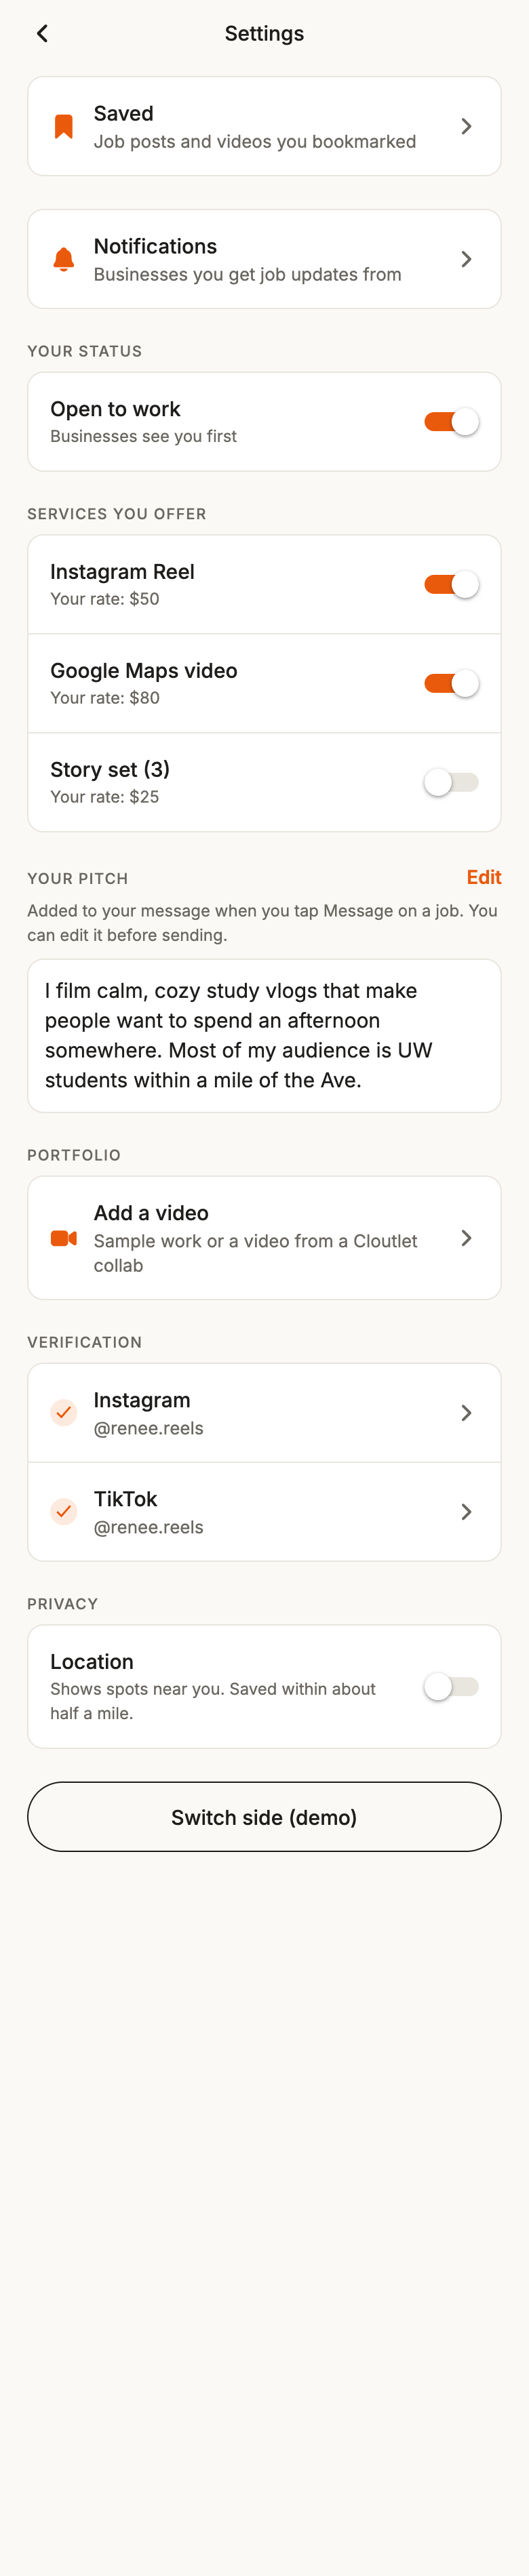 Settings
Saved
Job posts and videos you bookmarked
Notifications
Businesses you get job updates from
YOUR STATUS
Open to work
Businesses see you first
SERVICES YOU OFFER
Instagram Reel
Your rate: $50
Google Maps video
Your rate: $80
Story set (3)
Your rate: $25
YOUR PITCH
Edit
Added to your message when you tap Message on a job. You
can edit it before sending.
I film calm, cozy study vlogs that make
people want to spend an afternoon
somewhere. Most of my audience is UW
students within a mile of the Ave.
PORTFOLIO
Add a video
Sample work or a video from a Cloutlet
collab
VERIFICATION
Instagram
@renee.reels
TikTok
@renee.reels
PRIVACY
Location
Shows spots near you. Saved within about
half a mile.
Switch side (demo)